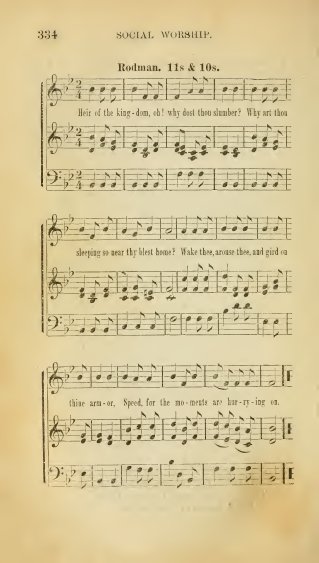 334 SOCIAL WORSHIP.
Rodman. 11s & 10s.
Heir of the king-dom, oh! why dost thou slumber? Why art thou
sleeping so near thy blest home? Wake thee, arouse thee, and gird on
thine arm-or, Speed, for the mo-ments are hur-ry-ing on.